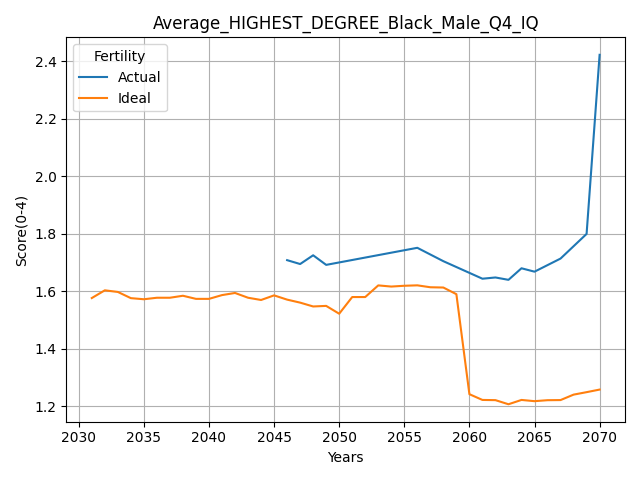 Average_HIGHEST_DEGREE_Black_Male_Q4_IQ
Fertility
Actual
Ideal
Score(0-4)
2.4
2.2
2.0
1.8
1.6
1.4
1.2
2030 2035 2040 2045 2050 2055 2060 2065 2070
Years